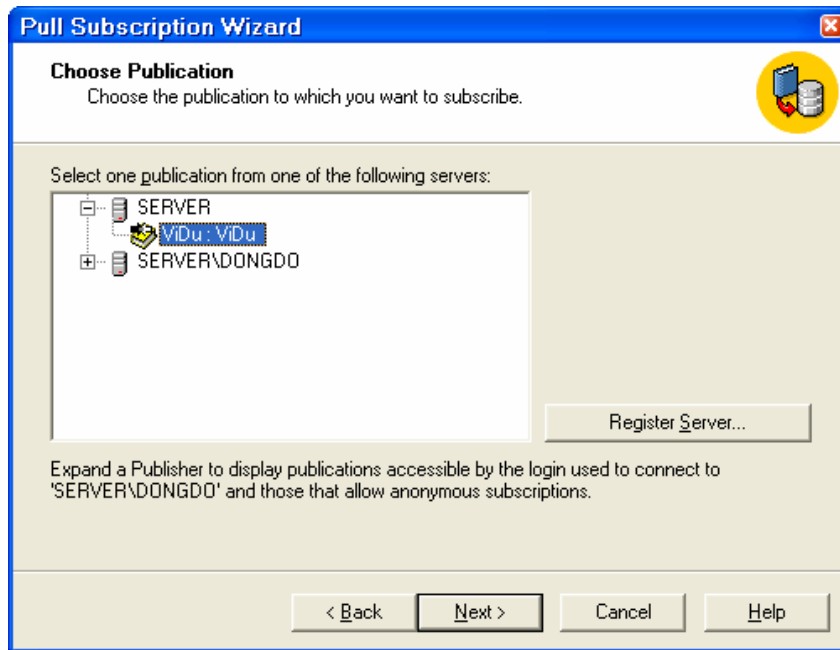 Pull Subscription Wizard
Choose Publication
Choose the publication to which you want to subscribe.
Select one publication from one of the following servers:
SERVER
ViDu : ViDu
SERVER\DONGDO
Register Server...
Expand a Publisher to display publications accessible by the login used to connect to
'SERVER\DONGDO' and those that allow anonymous subscriptions.
< Back
Next >
Cancel
Help